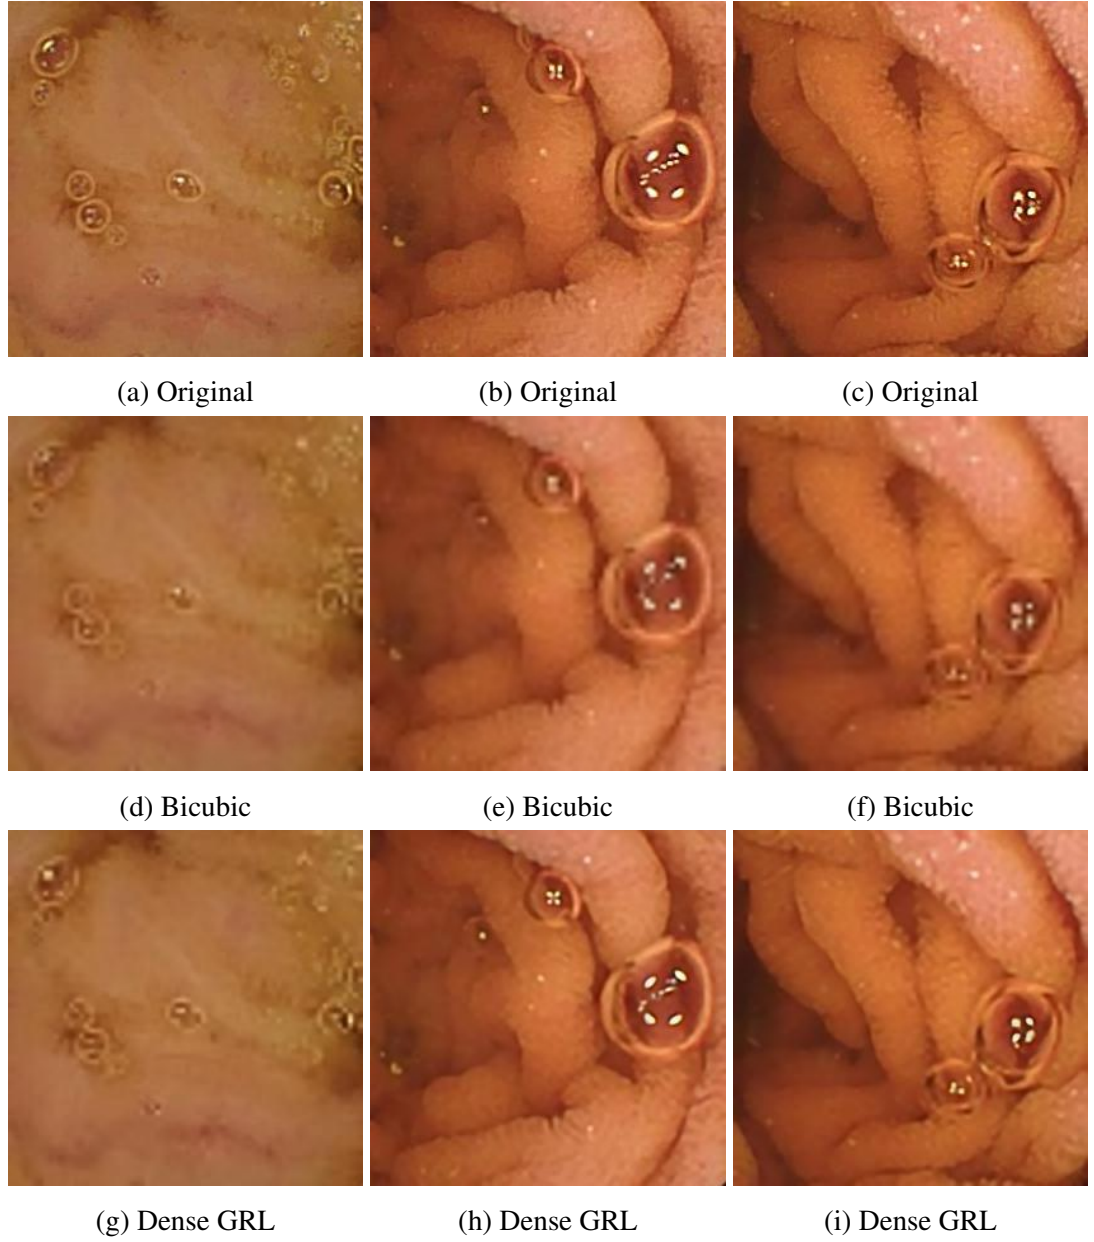 (a) Original
(b) Original
(c) Original
(d) Bicubic
(e) Bicubic
(f) Bicubic
(g) Dense GRL
(h) Dense GRL
(i) Dense GRL